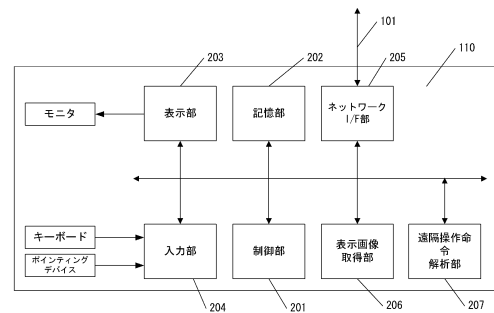 101
203
202
205
110
モニタ
表示部
記憶部
ネットワーク
I/F部
キーボード
ポインティング
デバイス
入力部
制御部
表示画像
取得部
遠隔操作命
令
解析部
204
201
206
207